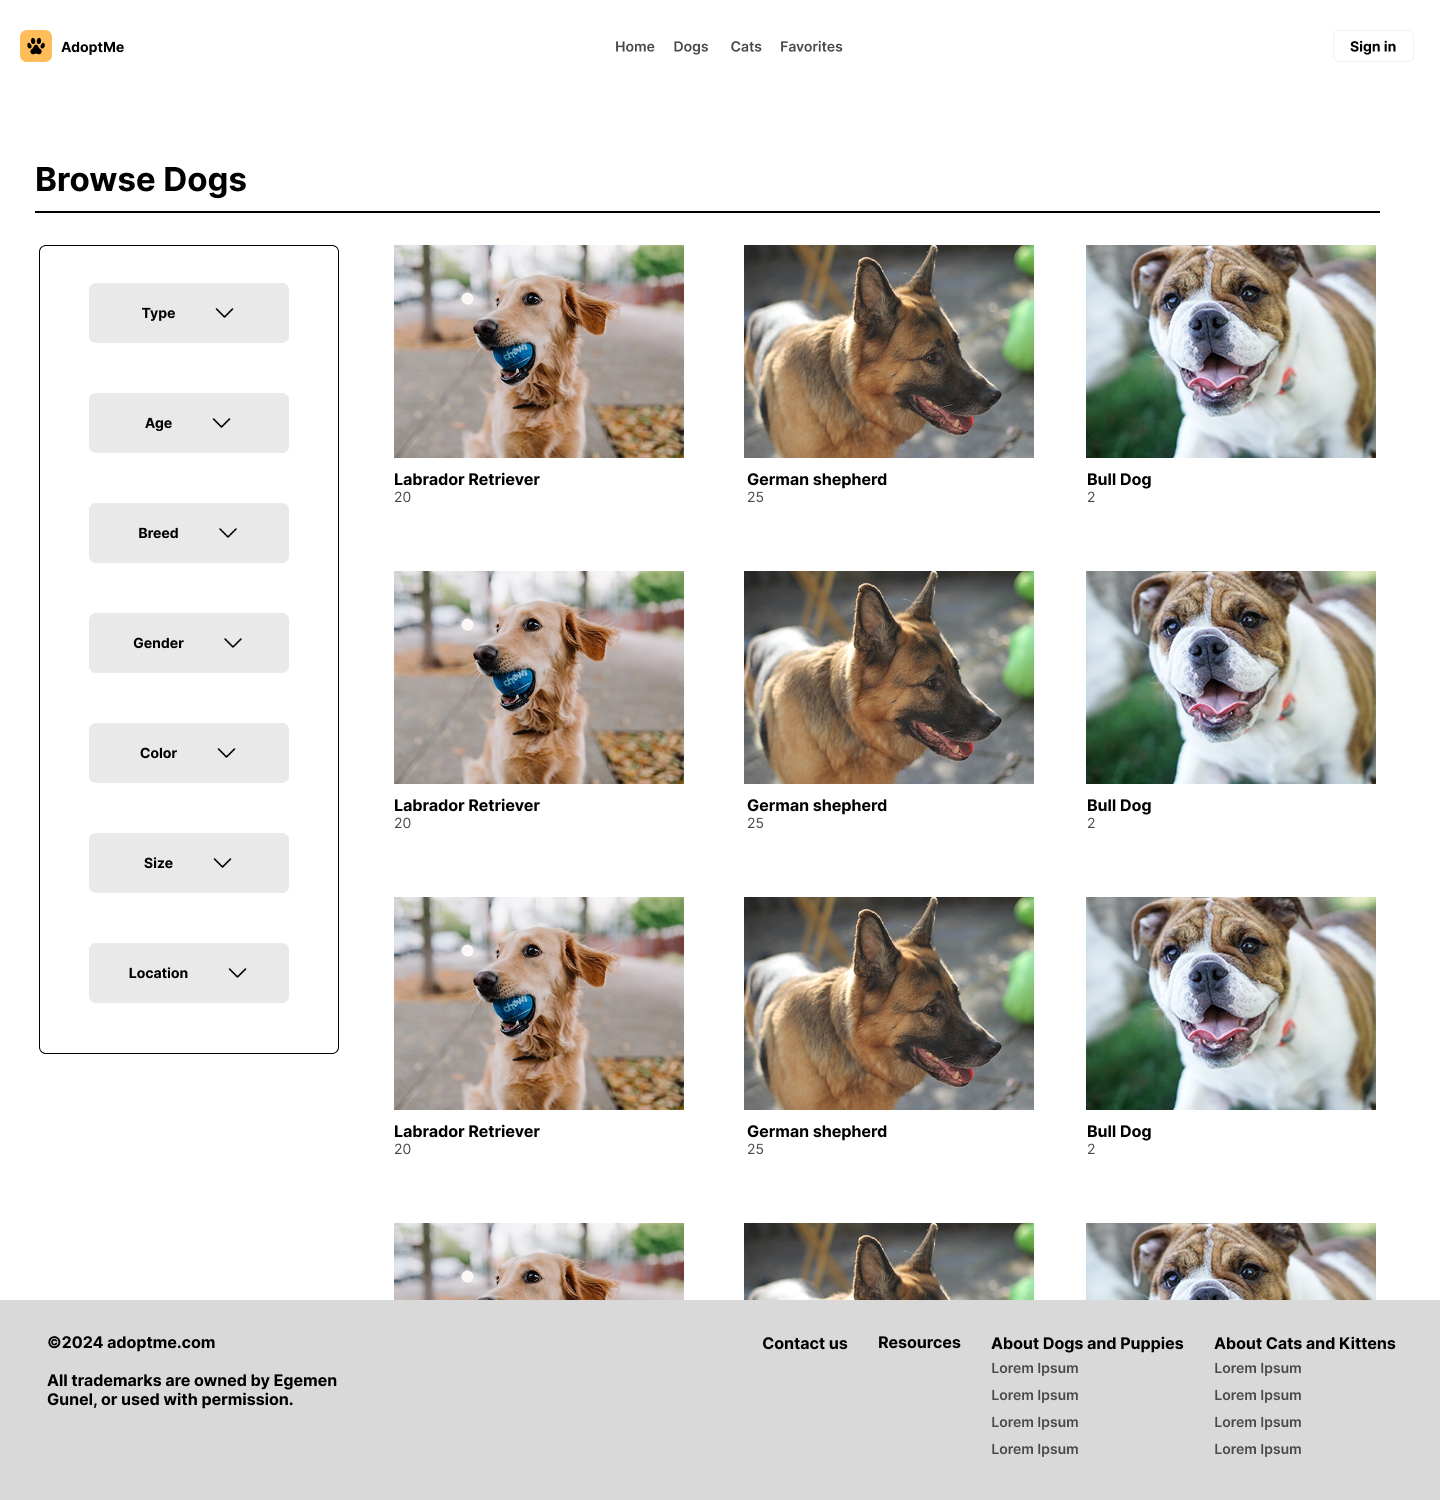 AdoptMe
Home Dogs Cats Favorites
Sign in
Browse Dogs
Type
Age
Breed
Gender
Color
Size
Location
chewy
Labrador Retriever
20
German shepherd
25
Bull Dog
2
chewy
Labrador Retriever
20
German shepherd
25
Bull Dog
2
chewy
Labrador Retriever
20
German shepherd
25
Bull Dog
2
©2024 adoptme.com
All trademarks are owned by Egemen
Gunel, or used with permission.
Contact us
Resources
About Dogs and Puppies
Lorem Ipsum
Lorem Ipsum
Lorem Ipsum
Lorem Ipsum
About Cats and Kittens
Lorem Ipsum
Lorem Ipsum
Lorem Ipsum
Lorem Ipsum